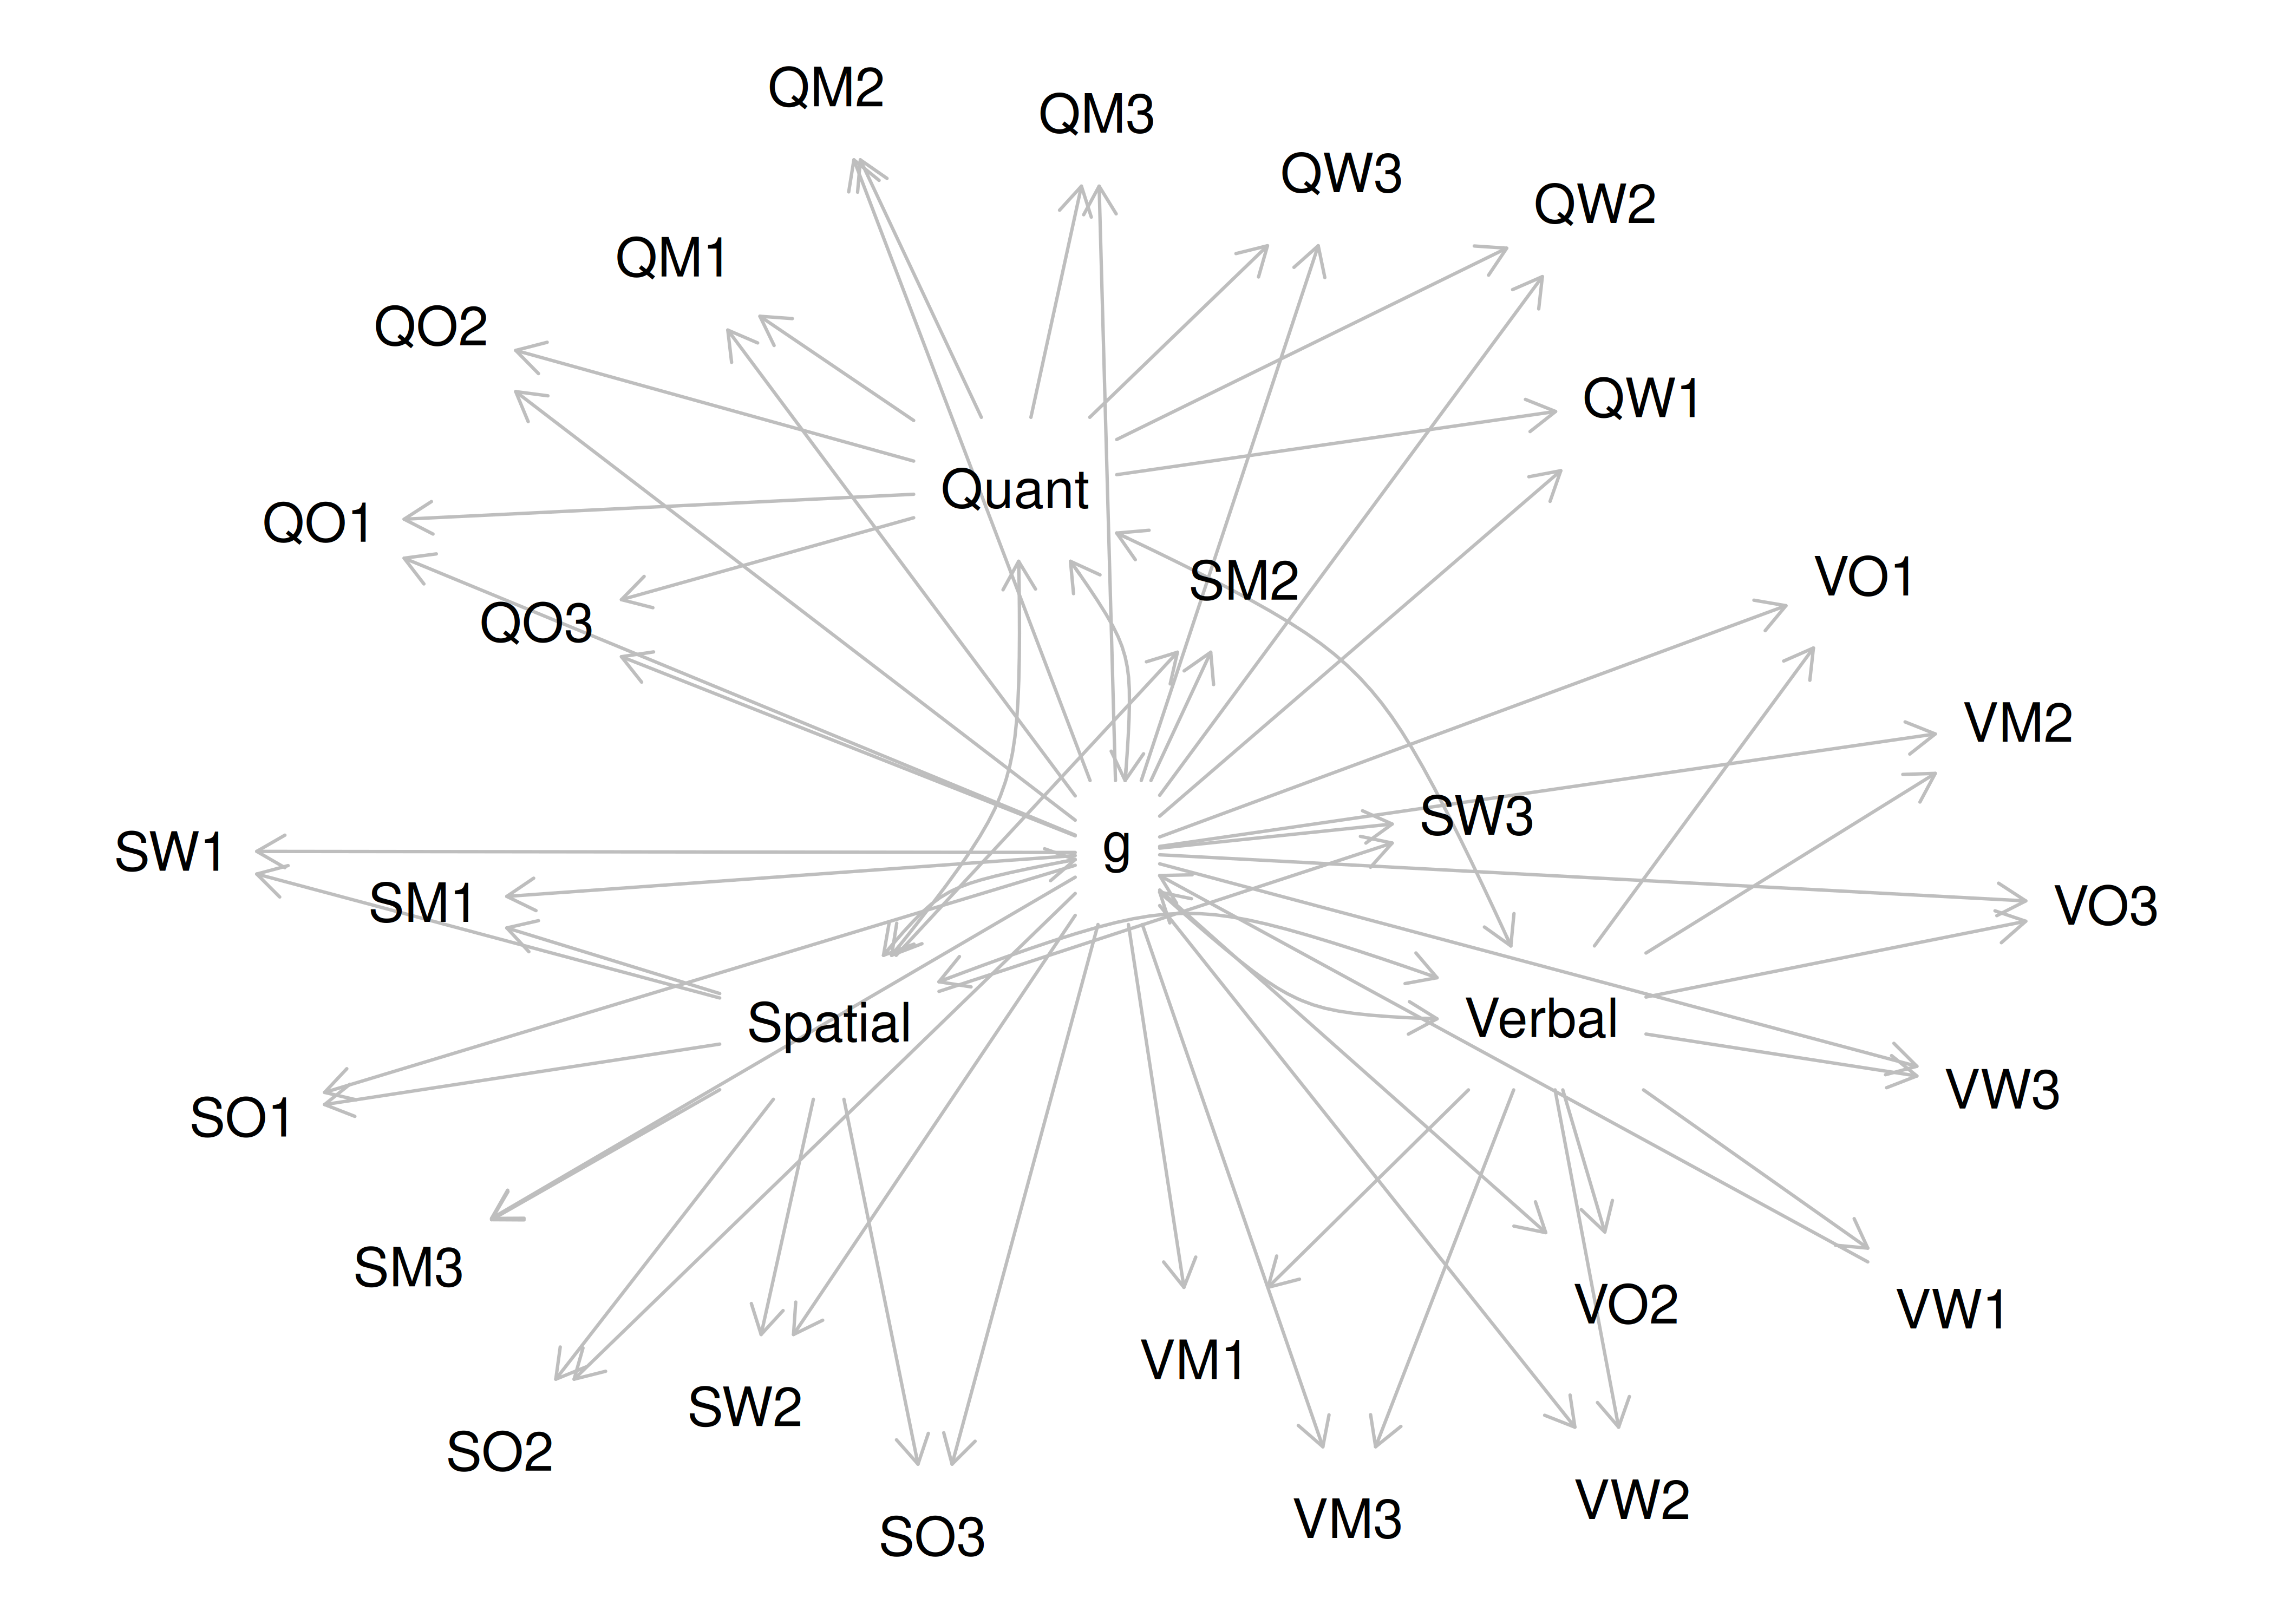 QM2
QM3
QW3
QW2
QM1
QO2
QW1
Quant
QO1
SM2
VO1
QO3
VM2
SW3
g
SW1
SM1
VO3
Spatial
Verbal
VW3
SO1
SM3
VO2
VW1
VM1
SW2
SO2
VW2
VM3
SO3